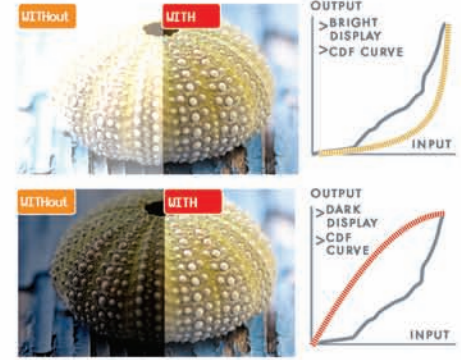 WITHout
WITH
OUTPUT
>BRIGHT
DISPLAY
>CDF CURVE
INPUT
WITHout
WITH
OUTPUT
>DARK
DISPLAY
>CDF
CURVE
INPUT